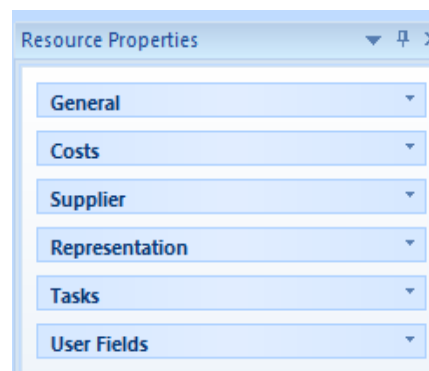 Resource Properties
General
Costs
Supplier
Representation
Tasks
User Fields